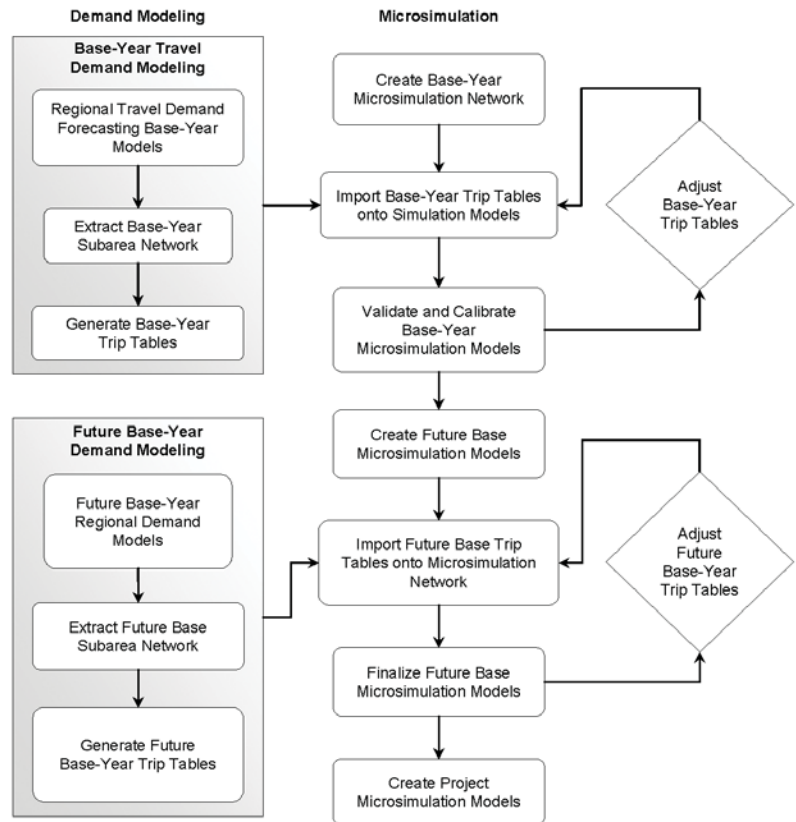 Demand Modeling
Microsimulation
Base-Year Travel
Demand Modeling
Regional Travel Demand
Forecasting Base-Year
Models
Extract Base-Year
Subarea Network
Generate Base-Year
Trip Tables
Create Base-Year
Microsimulation Network
Import Base-Year Trip Tables
onto Simulation Models
Validate and Calibrate
Base-Year
Microsimulation Models
Adjust
Base-Year
Trip Tables
Future Base-Year
Demand Modeling
Future Base-Year
Regional Demand
Models
Extract Future Base
Subarea Network
Generate Future
Base-Year Trip Tables
Create Future Base
Microsimulation Models
Import Future Base Trip
Tables onto Microsimulation
Network
Finalize Future Base
Microsimulation Models
Create Project
Microsimulation Models
Adjust
Future
Base-Year
Trip Tables